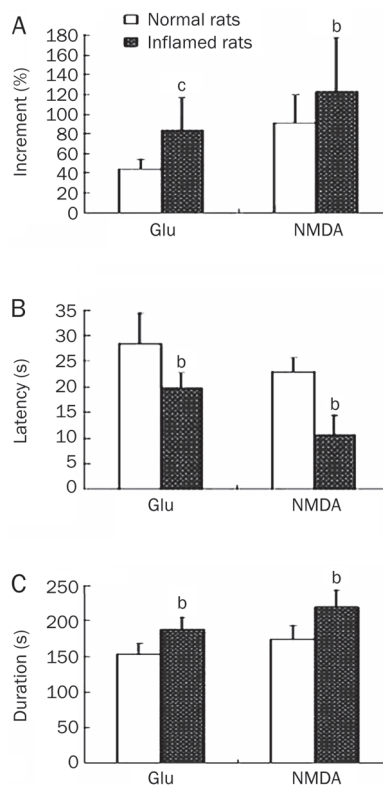 A
Normal rats
Inflamed rats
Increment (%)
180
160
140
120
100
80
60
40
20
0
c
b
Glu
NMDA
B
Latency (s)
35
30
25
20
15
10
5
0
b
b
Glu
NMDA
C
Duration (s)
250
200
150
100
50
0
b
b
Glu
NMDA